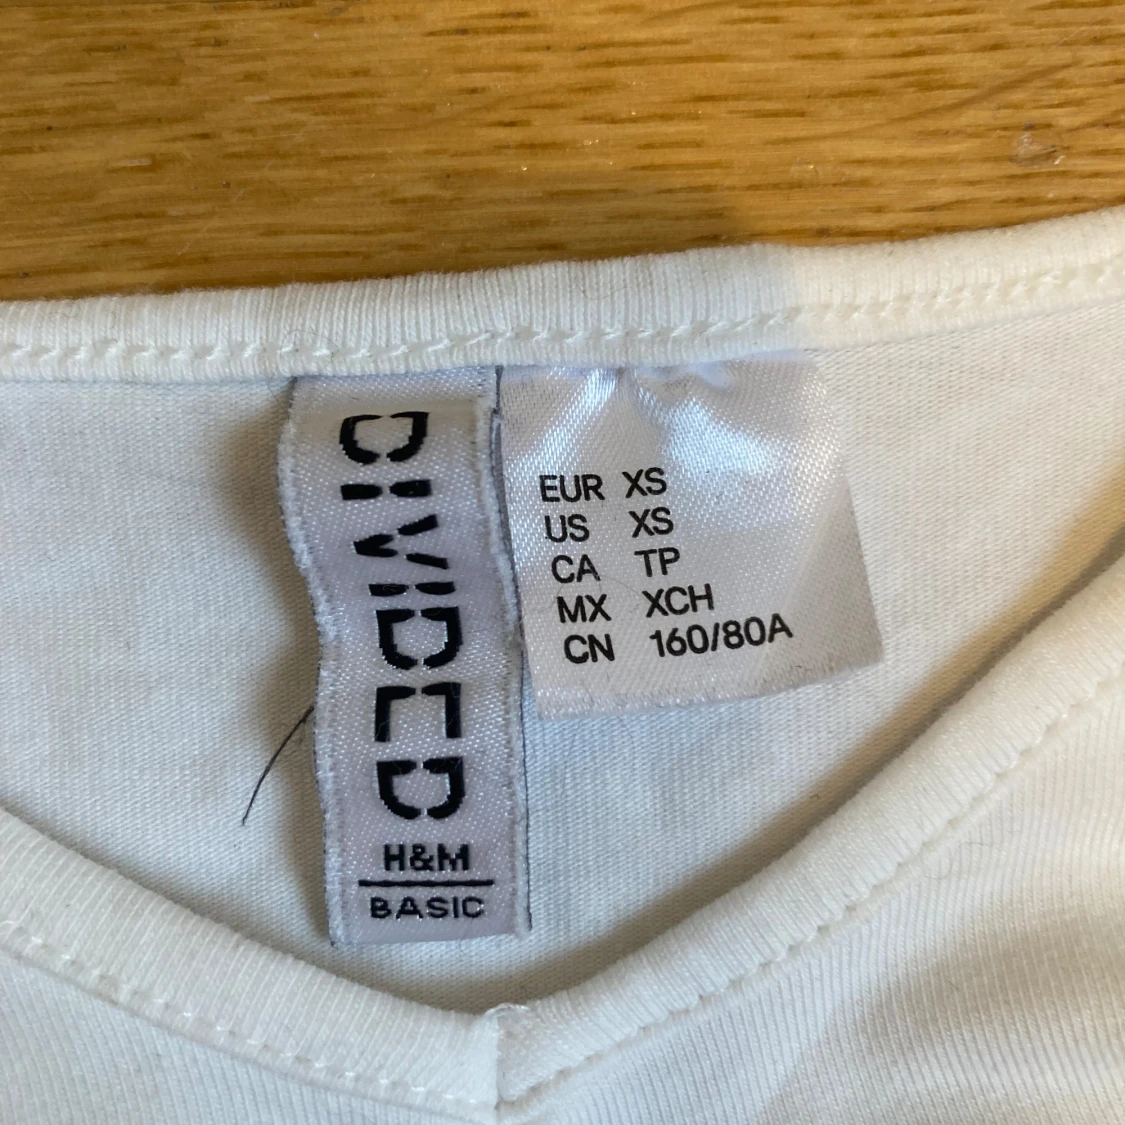 DIVIDED
H&M
BASIC
EUR XS
US XS
CA TP
MX XCH
CN 160/80A